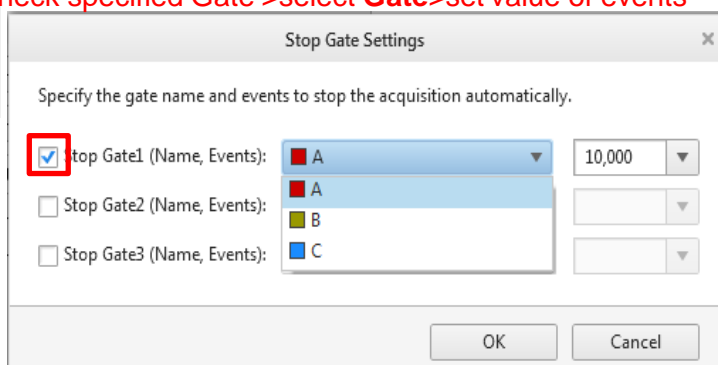 heck specified Gate >select Gate>set value of events
Stop Gate Settings ×
Specify the gate name and events to stop the acquisition automatically.
Stop Gate1 (Name, Events): A 10,000
A
Stop Gate2 (Name, Events):
B
Stop Gate3 (Name, Events): C
OK Cancel